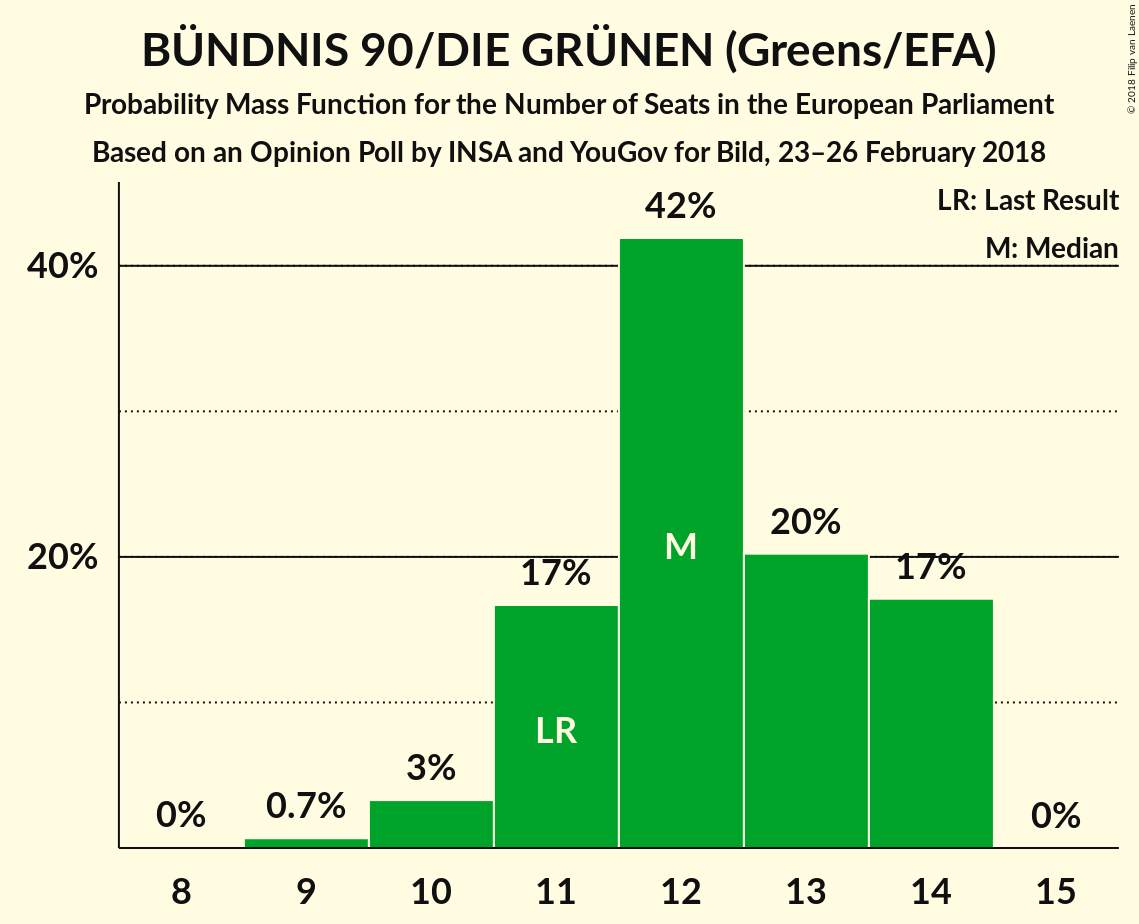 BÜNDNIS 90/DIE GRÜNEN (Greens/EFA)
Probability Mass Function for the Number of Seats in the European Parliament
Based on an Opinion Poll by INSA and YouGov for Bild, 23–26 February 2018
© 2018 Filip van Laenen
LR: Last Result
M: Median
40%
20%
0%
0.7%
3%
17%
42%
20%
17%
0%
LR
M
8 9 10 11 12 13 14 15